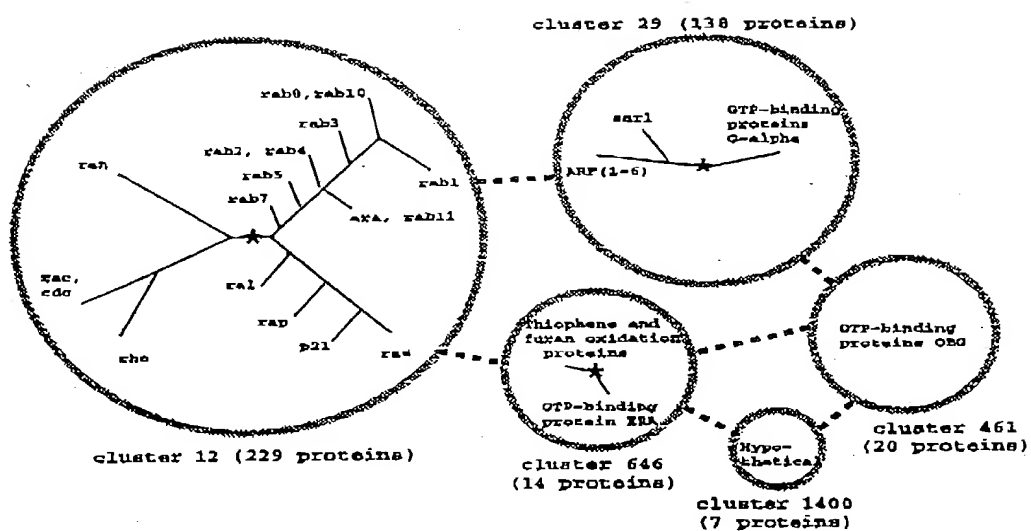 cluster 29 (138 proteins)
rab8, rab10
rab3
rab2, rab4
rab5
rab7
ran
rab1
ara, rab11
rac,
cdc
rho
ral
rap
p21
ras
cluster 12 (229 proteins)
sar1
GTP-binding
proteins
G-alpha
ARF(1-6)
Thiophene and
furan oxidation
proteins
GTP-binding
protein ERA
cluster 646
(14 proteins)
GTP-binding
proteins OBG
cluster 461
(20 proteins)
Hypo-
thetical
cluster 1400
(7 proteins)